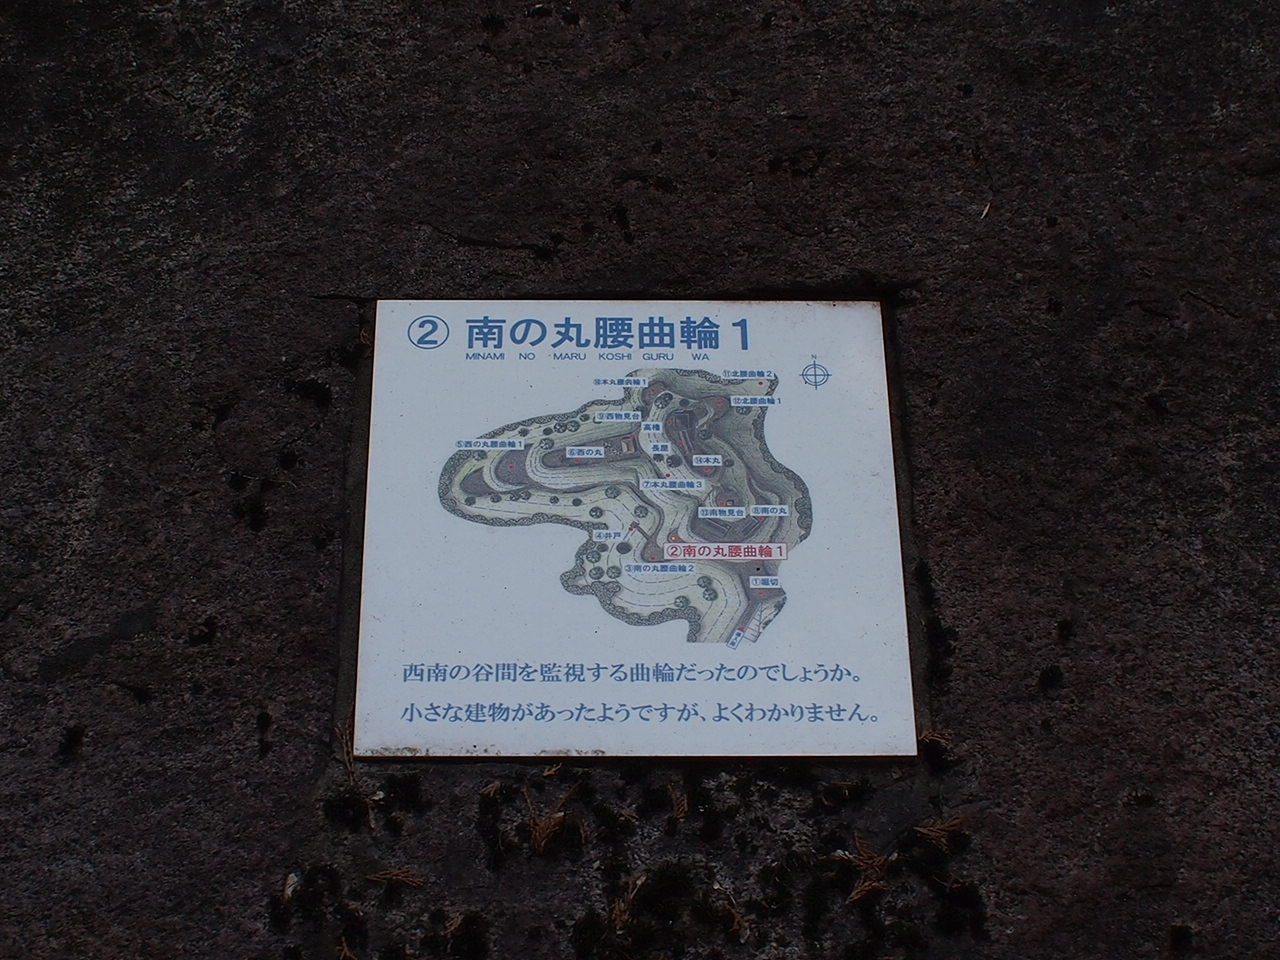 ② 南の丸腰曲輪1
MINAMI NO MARU KOSHI GURU WA
N
⑪北腰曲輪2
⑩本丸腰曲輪1
⑫北腰曲輪1
⑨西物見台
高櫓
⑤西の丸腰曲輪1
⑥西の丸
長屋
⑭本丸
⑦本丸腰曲輪3
⑬南物見台
⑧南の丸
④井戸
②南の丸腰曲輪1
③南の丸腰曲輪2
①堀切
西南の谷間を監視する曲輪だったのでしょうか。
小さな建物があったようですが、よくわかりません。